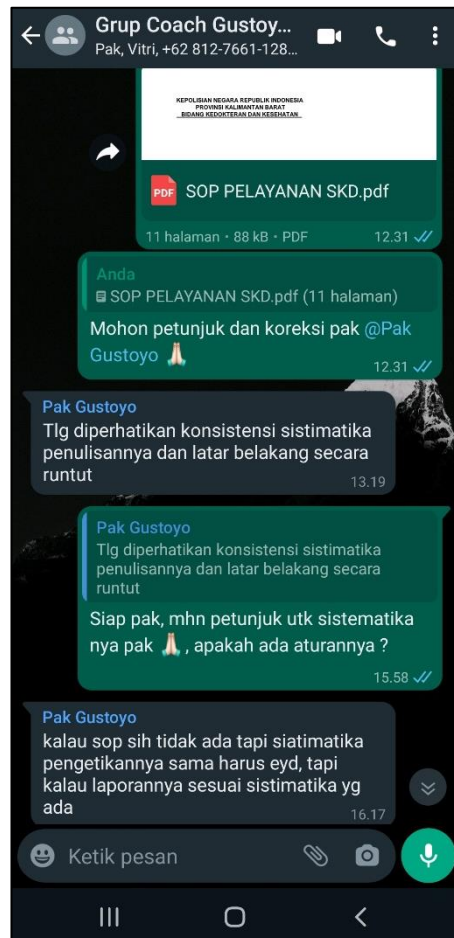 Grup Coach Gustoy...
Pak, Vitri, +62 812-7661-128...
KEPOLISIAN NEGARA REPUBLIK INDONESIA
PROVINSI KALIMANTAN BARAT
BIDANG KEDOKTERAN DAN KESEHATAN
PDF SOP PELAYANAN SKD.pdf
11 halaman • 88 kB • PDF 12.31
Anda
SOP PELAYANAN SKD.pdf (11 halaman)
Mohon petunjuk dan koreksi pak @Pak
Gustoyo 🙏 12.31
Pak Gustoyo
Tlg diperhatikan konsistensi sistimatika
penulisannya dan latar belakang secara
runtut 13.19
Pak Gustoyo
Tlg diperhatikan konsistensi sistimatika
penulisannya dan latar belakang secara
runtut
Siap pak, mhn petunjuk utk sistematika
nya pak 🙏 , apakah ada aturannya ?
15.58
Pak Gustoyo
kalau sop sih tidak ada tapi siatimatika
pengetikannya sama harus eyd, tapi
kalau laporannya sesuai sistimatika yg
ada 16.17
Ketik pesan